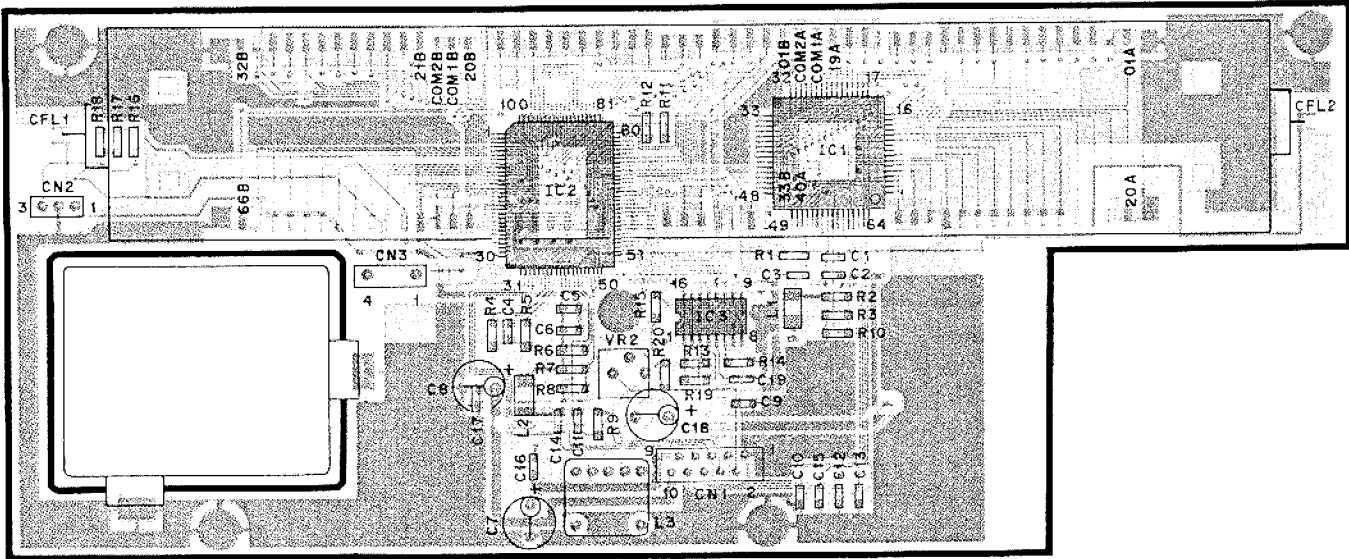 32B
21B
COM2B
COM1B
20B
01B
COM2A
COM1A
19A
01A
R18
R17
R16
CFL1
100
81
R12
R11
80
33
17
16
CFL2
IC2
IC1
CN2
3
1
66B
48
33B
40A
20A
49
64
30
51
CN3
4
1
31
50
R1
C1
C3
C2
R4
C4
R5
C5
R15
16
9
IC3
1
8
L1
R2
R3
R10
C6
R6
R7
R8
VR2
R20
R13
R14
C19
R19
C9
C8
+
C17
L2
C14
C11
R9
C18
+
C16
9
10
CN1
2
C10
C15
C12
C13
C7
+
L3